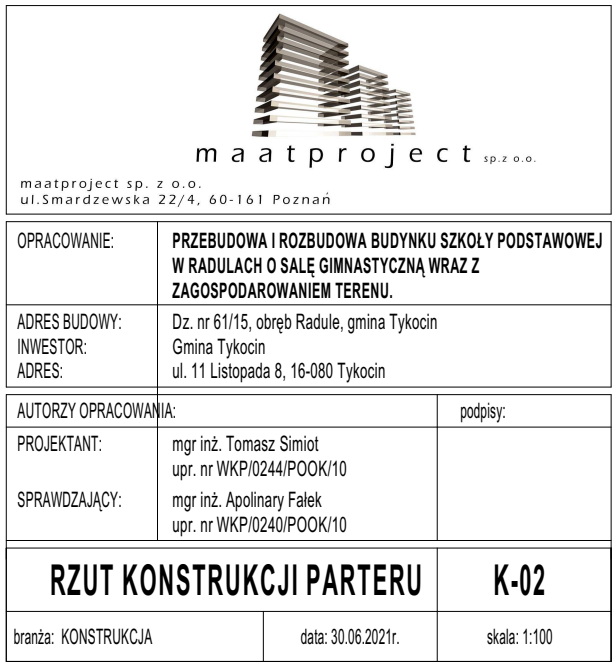 maatproject sp.z o.o.
maatproject sp. z o.o.
ul.Smardzewska 22/4, 60-161 Poznań
OPRACOWANIE: PRZEBUDOWA I ROZBUDOWA BUDYNKU SZKOŁY PODSTAWOWEJ
W RADULACH O SALĘ GIMNASTYCZNĄ WRAZ Z
ZAGOSPODAROWANIEM TERENU.
ADRES BUDOWY: Dz. nr 61/15, obręb Radule, gmina Tykocin
INWESTOR: Gmina Tykocin
ADRES: ul. 11 Listopada 8, 16-080 Tykocin
AUTORZY OPRACOWANIA: podpisy:
PROJEKTANT: mgr inż. Tomasz Simiot
upr. nr WKP/0244/POOK/10
SPRAWDZAJĄCY: mgr inż. Apolinary Fałek
upr. nr WKP/0240/POOK/10
RZUT KONSTRUKCJI PARTERU K-02
branża: KONSTRUKCJA data: 30.06.2021r. skala: 1:100